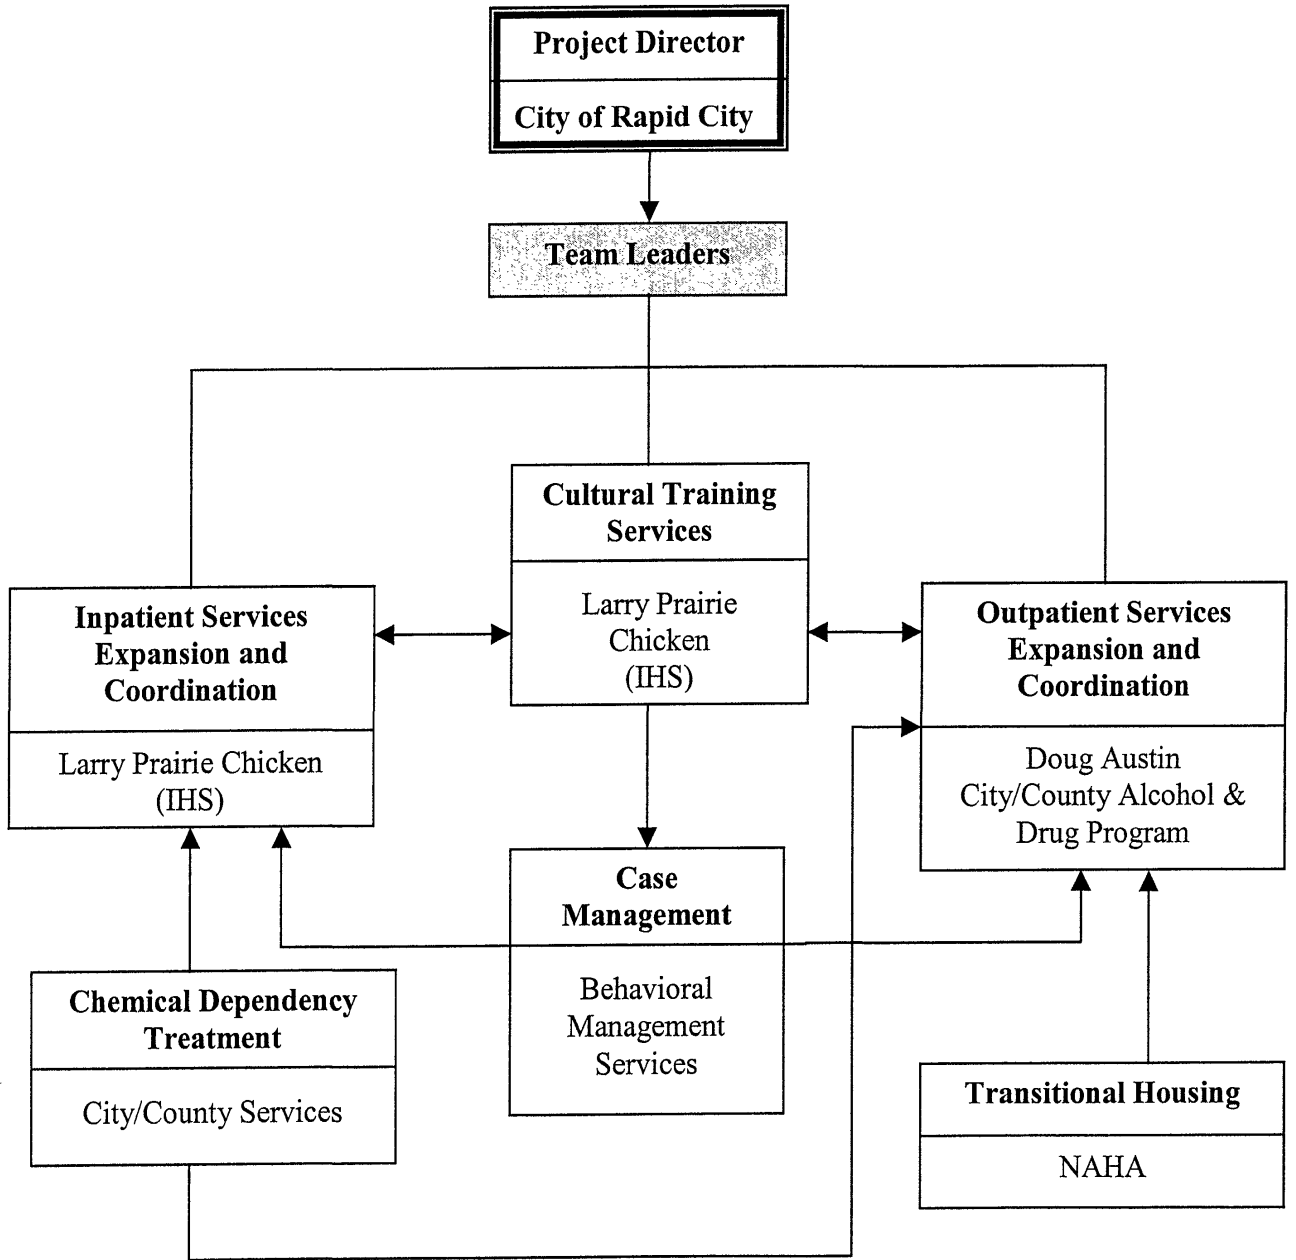 Project Director
City of Rapid City
Team Leaders
Cultural Training
Services
Larry Prairie
Chicken
(IHS)
Inpatient Services
Expansion and
Coordination
Larry Prairie Chicken
(IHS)
Outpatient Services
Expansion and
Coordination
Doug Austin
City/County Alcohol &
Drug Program
Case
Management
Behavioral
Management
Services
Chemical Dependency
Treatment
City/County Services
Transitional Housing
NAHA